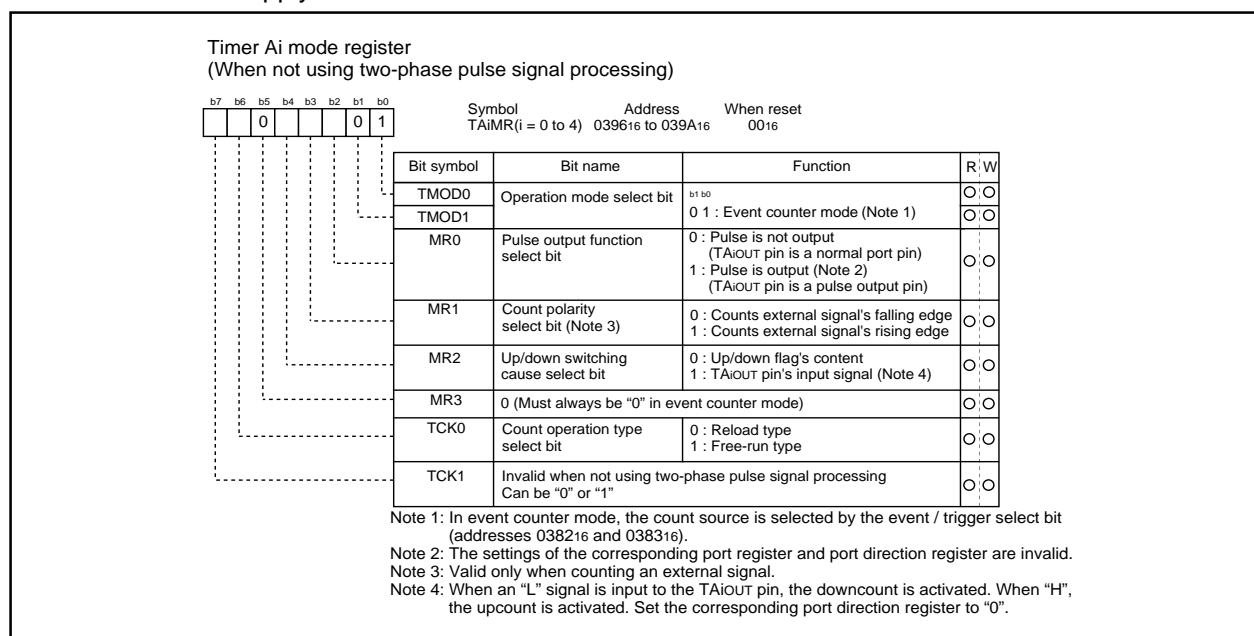 Timer Ai mode register
(When not using two-phase pulse signal processing)
b7 b6 b5 b4 b3 b2 b1 b0
0 0 1
Symbol Address When reset
TAiMR(i = 0 to 4) 039616 to 039A16 0016
Bit symbol Bit name Function R W
TMOD0 Operation mode select bit b1 b0
TMOD1 0 1 : Event counter mode (Note 1)
MR0 Pulse output function 0 : Pulse is not output
select bit (TAiOUT pin is a normal port pin)
1 : Pulse is output (Note 2)
(TAiOUT pin is a pulse output pin)
MR1 Count polarity 0 : Counts external signal's falling edge
select bit (Note 3) 1 : Counts external signal's rising edge
MR2 Up/down switching 0 : Up/down flag's content
cause select bit 1 : TAiOUT pin's input signal (Note 4)
MR3 0 (Must always be “0” in event counter mode)
TCK0 Count operation type 0 : Reload type
select bit 1 : Free-run type
TCK1 Invalid when not using two-phase pulse signal processing
Can be “0” or “1”
Note 1: In event counter mode, the count source is selected by the event / trigger select bit
(addresses 038216 and 038316).
Note 2: The settings of the corresponding port register and port direction register are invalid.
Note 3: Valid only when counting an external signal.
Note 4: When an “L” signal is input to the TAiOUT pin, the downcount is activated. When “H”,
the upcount is activated. Set the corresponding port direction register to “0”.